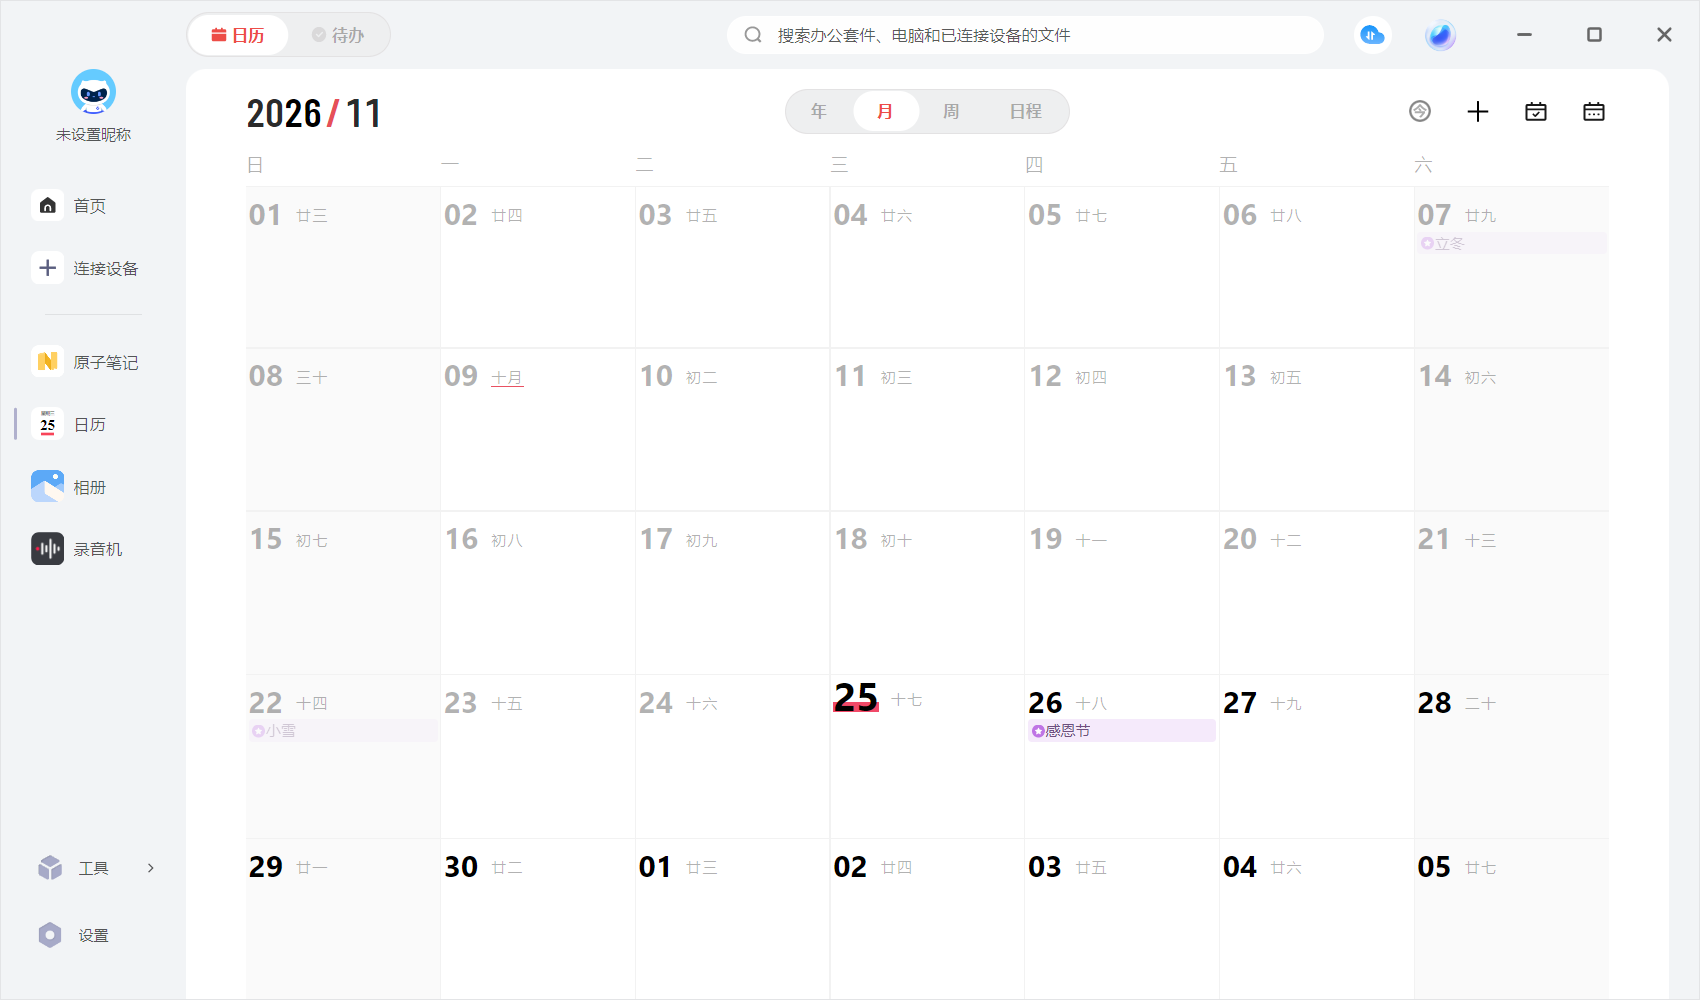 日历
待办
搜索办公套件、电脑和已连接设备的文件
未设置昵称
首页
连接设备
原子笔记
25
日历
相册
录音机
工具
设置
2026/11
年
月
周
日程
今
日 一 二 三 四 五 六
01 廿三
02 廿四
03 廿五
04 廿六
05 廿七
06 廿八
07 廿九
立冬
08 三十
09 十月
10 初二
11 初三
12 初四
13 初五
14 初六
15 初七
16 初八
17 初九
18 初十
19 十一
20 十二
21 十三
22 十四
小雪
23 十五
24 十六
25 十七
26 十八
感恩节
27 十九
28 二十
29 廿一
30 廿二
01 廿三
02 廿四
03 廿五
04 廿六
05 廿七